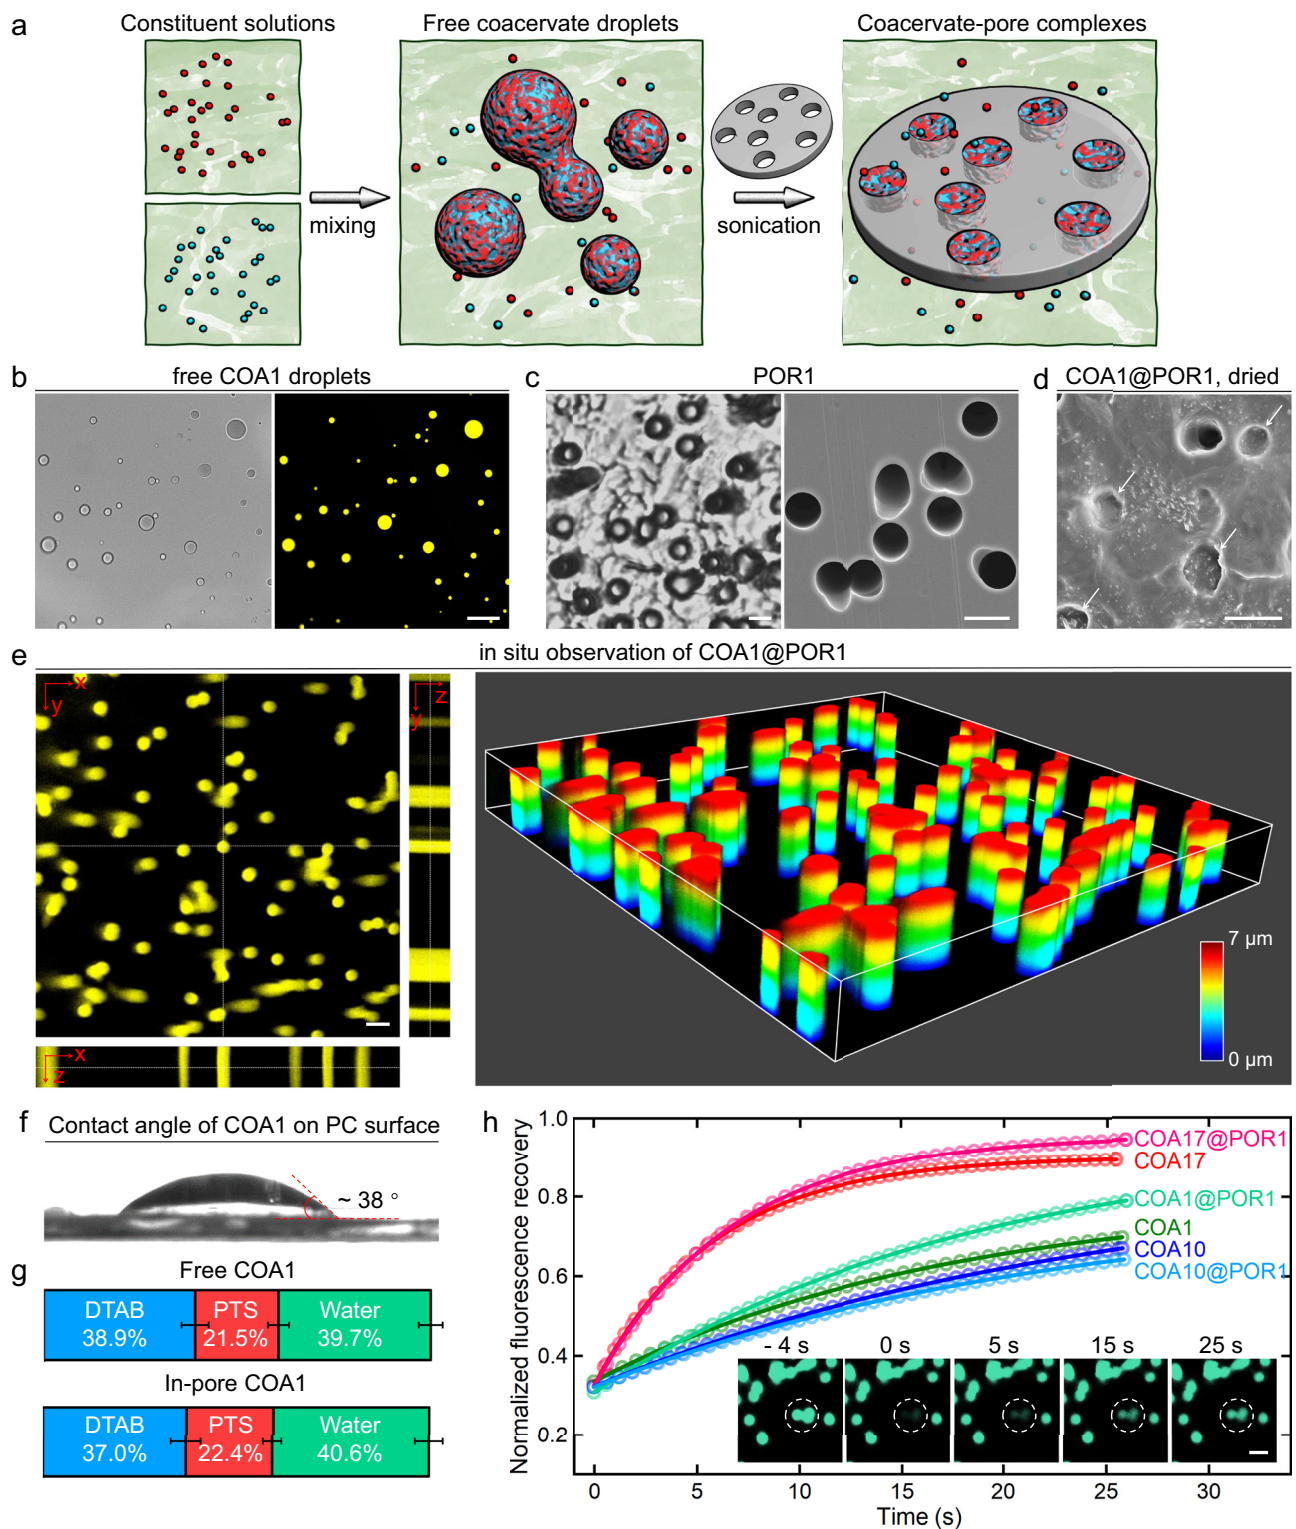 a
Constituent solutions
Free coacervate droplets
Coacervate-pore complexes
mixing
sonication
b
free COA1 droplets
c
POR1
d
COA1@POR1, dried
e
in situ observation of COA1@POR1
x
y
z
y
x
z
7 μm
0 μm
f
Contact angle of COA1 on PC surface
~ 38 °
g
Free COA1
DTAB
38.9%
PTS
21.5%
Water
39.7%
In-pore COA1
DTAB
37.0%
PTS
22.4%
Water
40.6%
h
Normalized fluorescence recovery
1.0
0.8
0.6
0.4
0.2
COA17@POR1
COA17
COA1@POR1
COA1
COA10
COA10@POR1
- 4 s
0 s
5 s
15 s
25 s
0
5
10
15
20
25
30
Time (s)